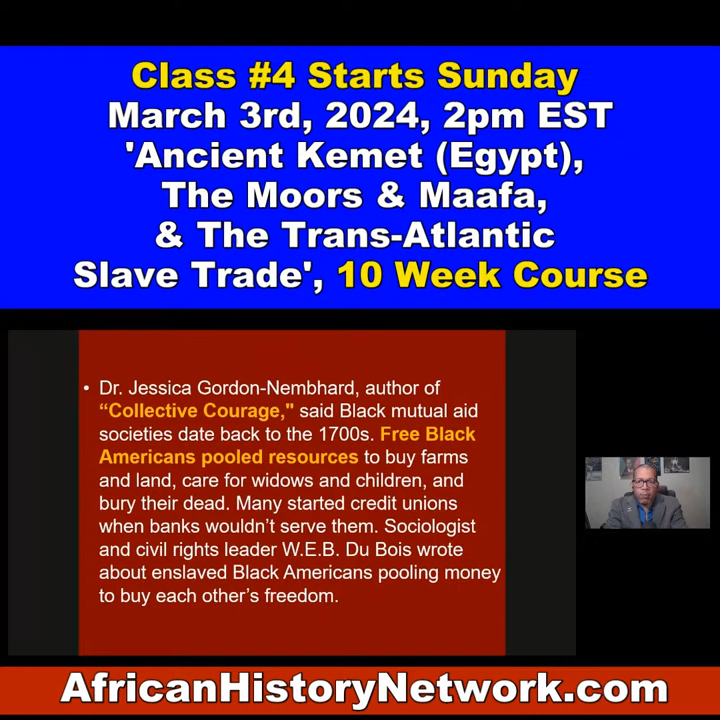 Class #4 Starts Sunday
March 3rd, 2024, 2pm EST
'Ancient Kemet (Egypt),
The Moors & Maafa,
& The Trans-Atlantic
Slave Trade', 10 Week Course
• Dr. Jessica Gordon-Nembhard, author of
“Collective Courage," said Black mutual aid
societies date back to the 1700s. Free Black
Americans pooled resources to buy farms
and land, care for widows and children, and
bury their dead. Many started credit unions
when banks wouldn’t serve them. Sociologist
and civil rights leader W.E.B. Du Bois wrote
about enslaved Black Americans pooling money
to buy each other’s freedom.
AfricanHistoryNetwork.com